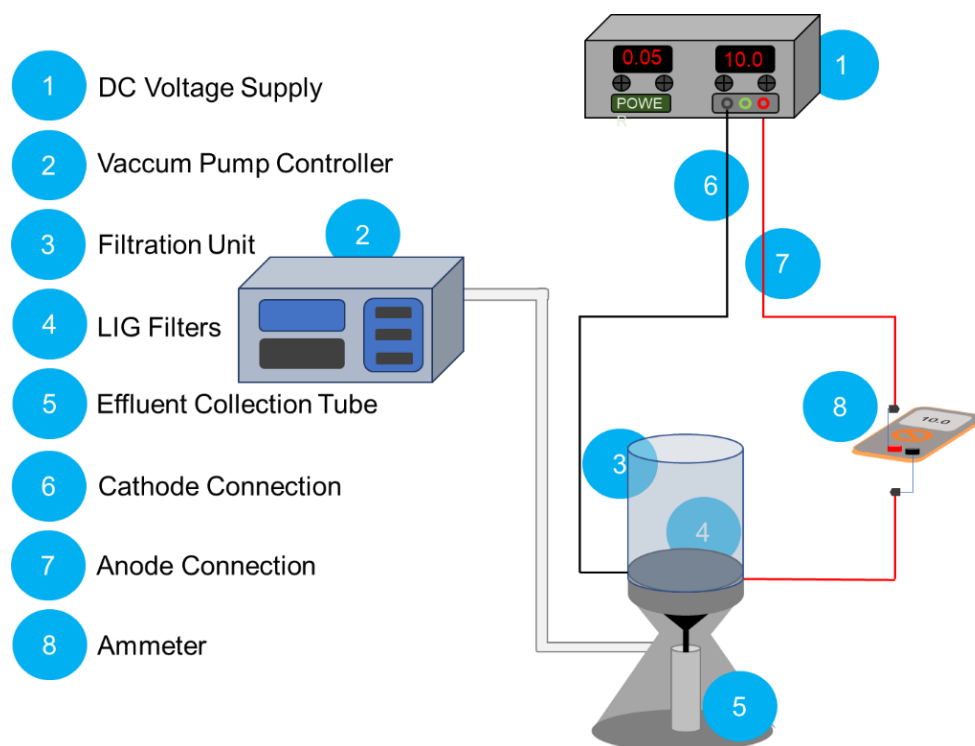 1 DC Voltage Supply
2 Vaccum Pump Controller
3 Filtration Unit
4 LIG Filters
5 Effluent Collection Tube
6 Cathode Connection
7 Anode Connection
8 Ammeter
0.05 10.0
POWE
R
1
6
2
7
8
10.0
3
4
5